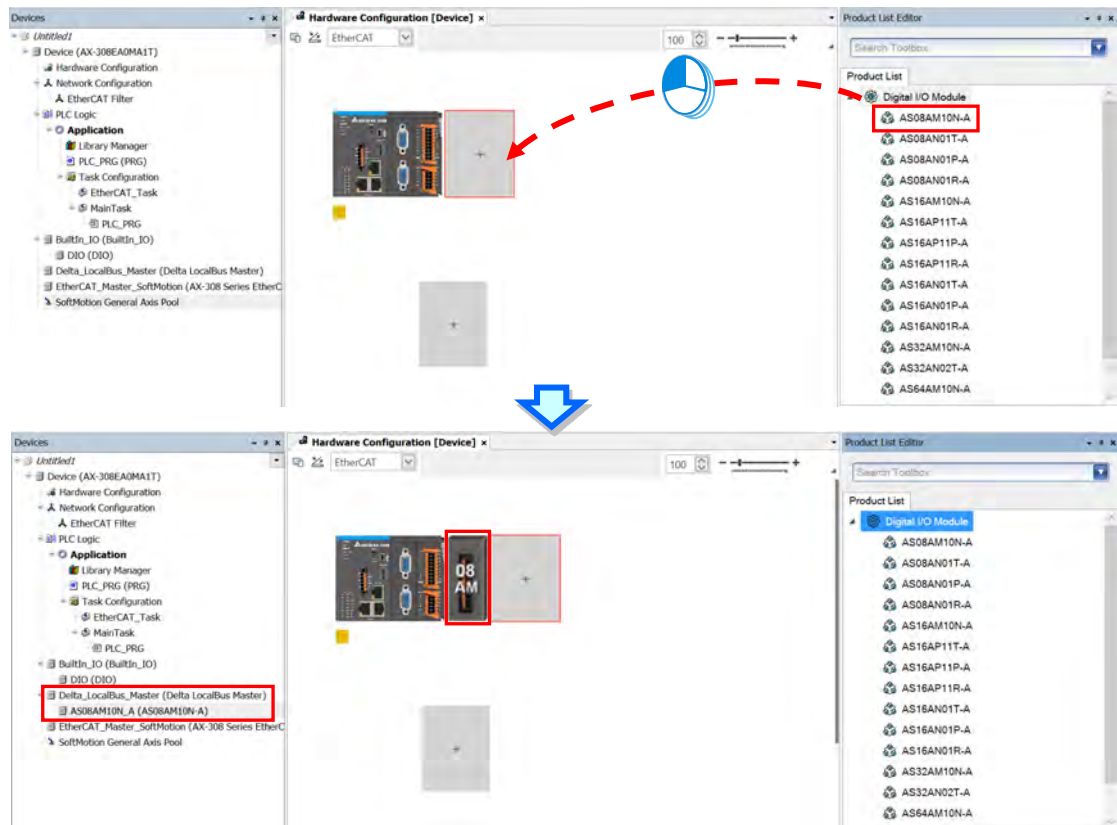 Devices
Untitled1
Device (AX-308EA0MA1T)
Hardware Configuration
Network Configuration
EtherCAT Filter
PLC Logic
Application
Library Manager
PLC_PRG (PRG)
Task Configuration
EtherCAT_Task
MainTask
PLC_PRG
BuiltIn_IO (BuiltIn_IO)
DIO (DIO)
Delta_LocalBus_Master (Delta LocalBus Master)
EtherCAT_Master_SoftMotion (AX-308 Series EtherC
SoftMotion General Axis Pool
Hardware Configuration [Device]
EtherCAT
100
Product List Editor
Search Toolbox
Product List
Digital I/O Module
AS08AM10N-A
AS08AN01T-A
AS08AN01P-A
AS08AN01R-A
AS16AM10N-A
AS16AP11T-A
AS16AP11P-A
AS16AP11R-A
AS16AN01T-A
AS16AN01P-A
AS16AN01R-A
AS32AM10N-A
AS32AN02T-A
AS64AM10N-A
Devices
Untitled1
Device (AX-308EA0MA1T)
Hardware Configuration
Network Configuration
EtherCAT Filter
PLC Logic
Application
Library Manager
PLC_PRG (PRG)
Task Configuration
EtherCAT_Task
MainTask
PLC_PRG
BuiltIn_IO (BuiltIn_IO)
DIO (DIO)
Delta_LocalBus_Master (Delta LocalBus Master)
AS08AM10N_A (AS08AM10N-A)
EtherCAT_Master_SoftMotion (AX-308 Series EtherC
SoftMotion General Axis Pool
Hardware Configuration [Device]
EtherCAT
100
08
AM
Product List Editor
Search Toolbox
Product List
Digital I/O Module
AS08AM10N-A
AS08AN01T-A
AS08AN01P-A
AS08AN01R-A
AS16AM10N-A
AS16AP11T-A
AS16AP11P-A
AS16AP11R-A
AS16AN01T-A
AS16AN01P-A
AS16AN01R-A
AS32AM10N-A
AS32AN02T-A
AS64AM10N-A